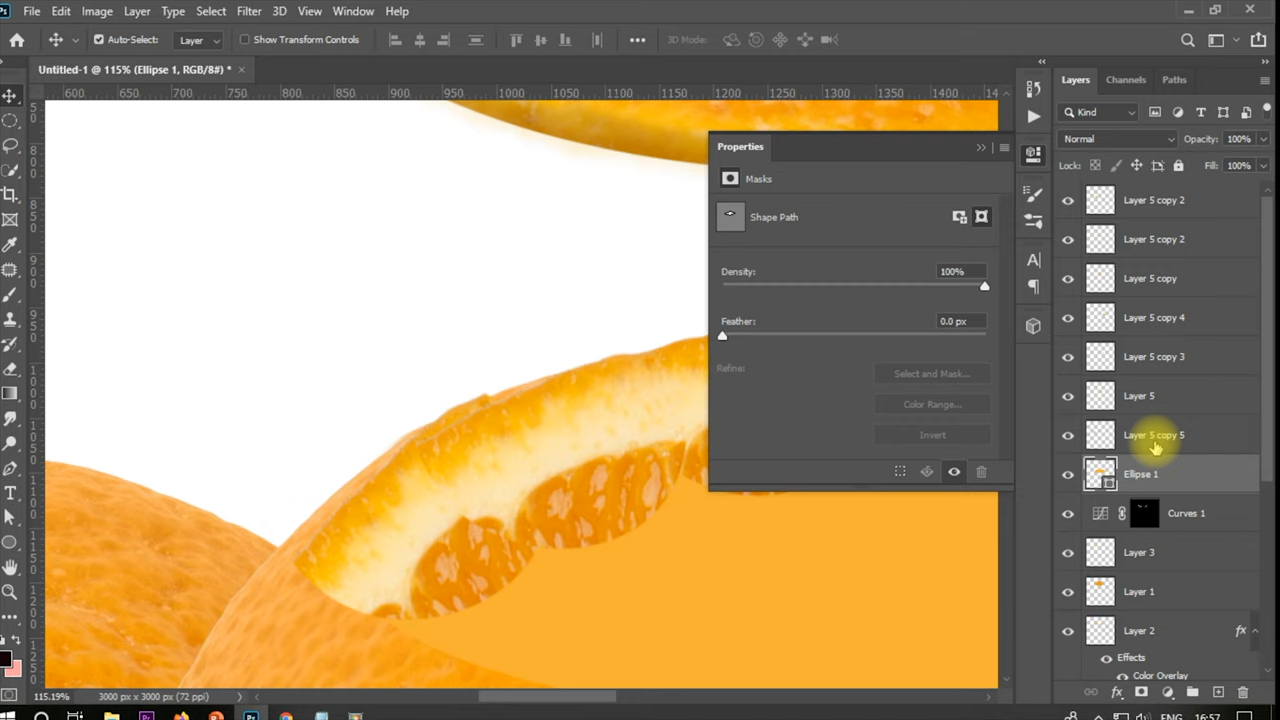 Ps File Edit Image Layer Type Select Filter 3D View Window Help
Auto-Select: Layer Show Transform Controls 3D Mode:
Untitled-1 @ 115% (Ellipse 1, RGB/8#) * ×
600 650 700 750 800 850 900 950 1000 1050 1100 1150 1200 1250 1300 1350 1400
Layers Channels Paths
Kind
Normal Opacity: 100%
Lock: Fill: 100%
Properties
Masks
Shape Path
Density: 100%
Feather: 0.0 px
Refine: Select and Mask...
Color Range...
Invert
Layer 5 copy 2
Layer 5 copy 2
Layer 5 copy
Layer 5 copy 4
Layer 5 copy 3
Layer 5
Layer 5 copy 5
Ellipse 1
Curves 1
Layer 3
Layer 1
Layer 2 fx
Effects
Color Overlay
115.19% 3000 px x 3000 px (72 ppi)
16:57